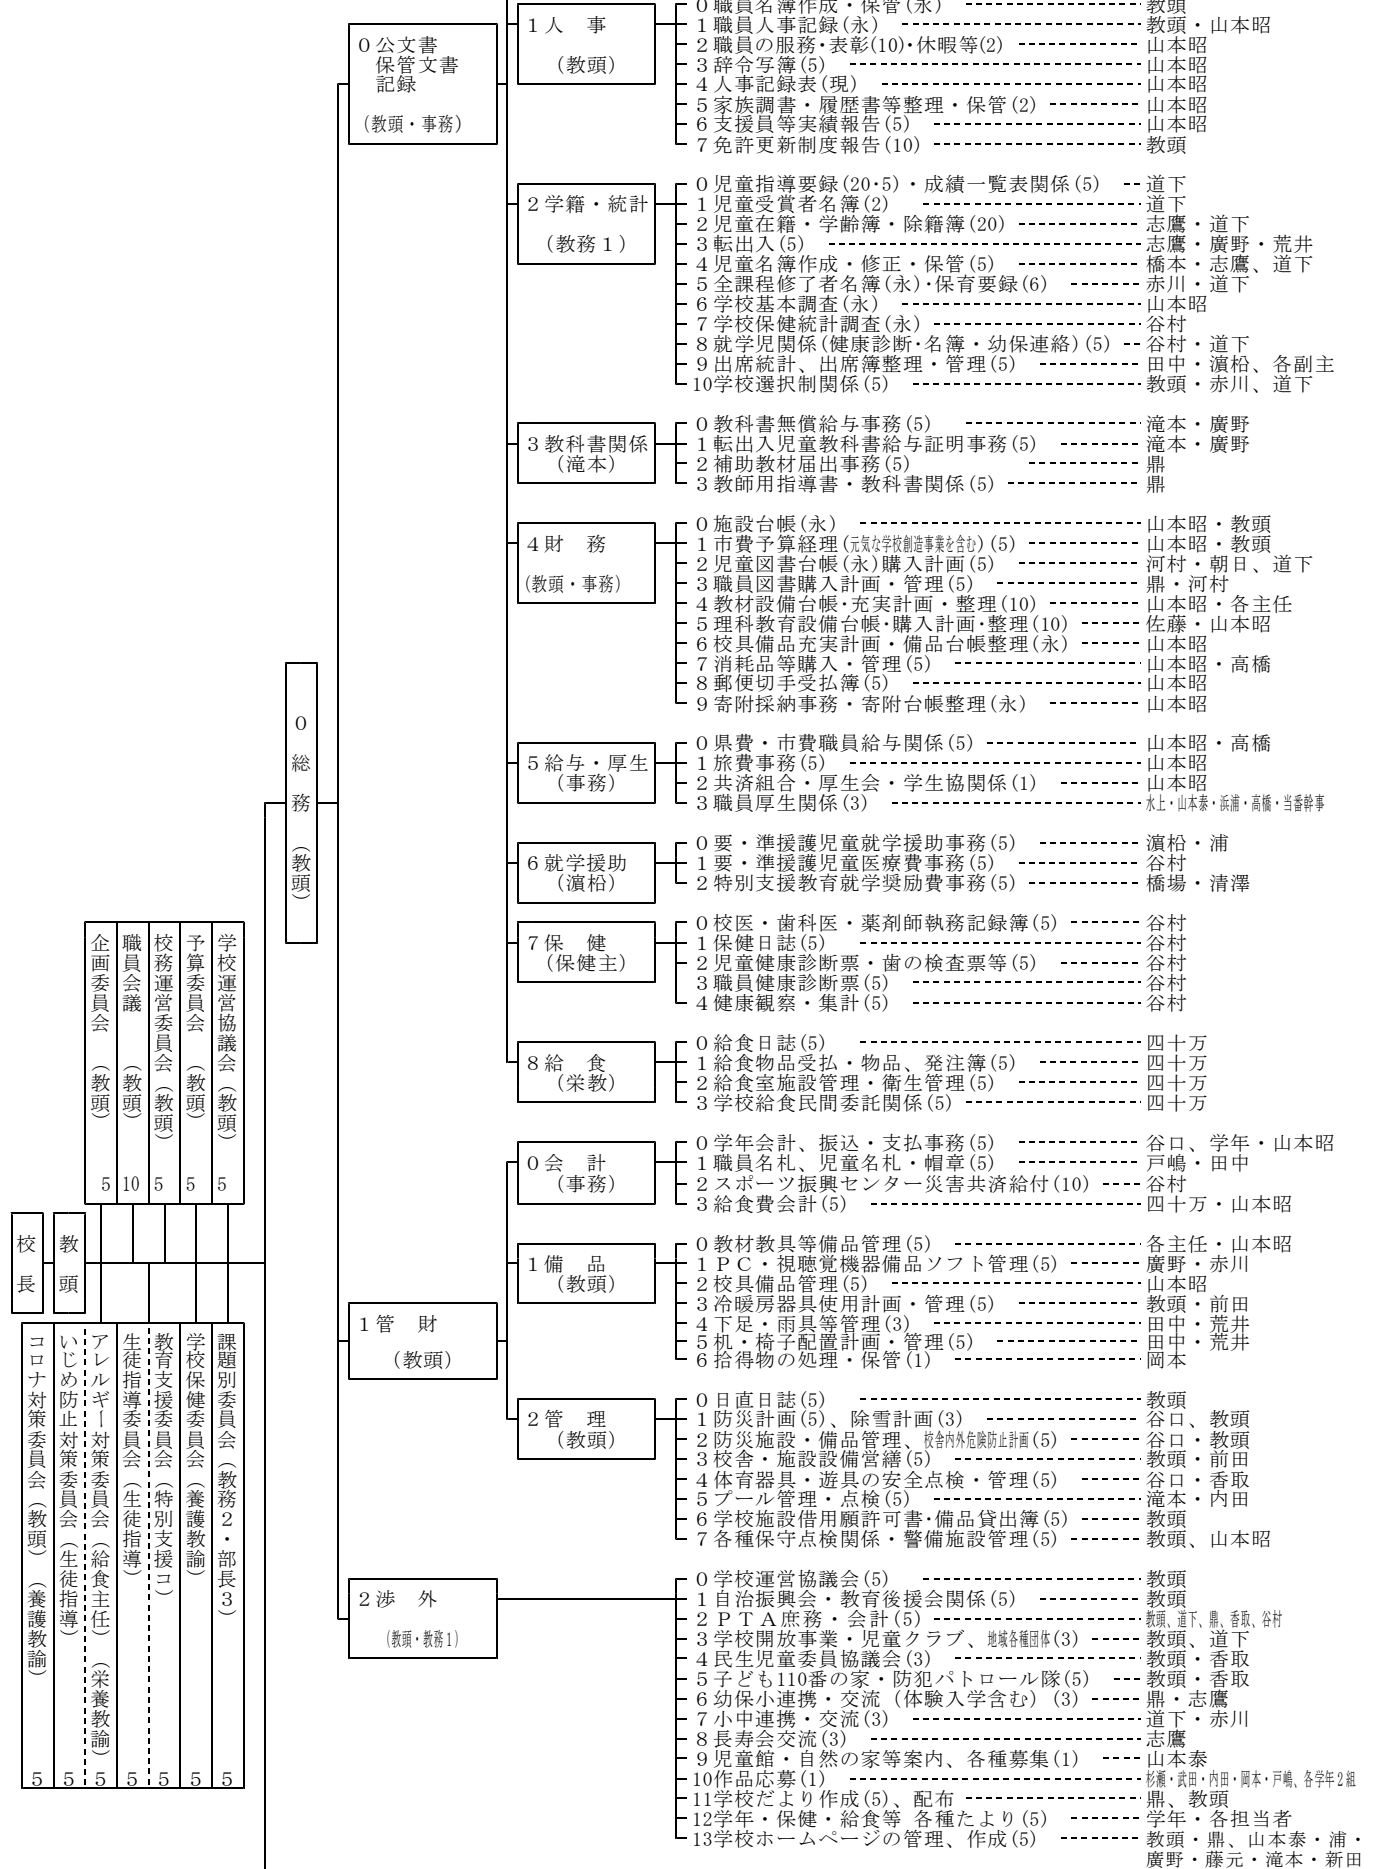 校長
教頭
企画委員会（教頭）5
職員会議（教頭）10
校務運営委員会（教頭）5
予算委員会（教頭）5
学校運営協議会（教頭）5
コロナ対策委員会（教頭）（養護教諭）5
いじめ防止対策委員会（生徒指導）5
アレルギー対策委員会（給食主任）（栄養教諭）5
生徒指導委員会（生徒指導）5
教育支援委員会（特別支援コ）5
学校保健委員会（養護教諭）5
課題別委員会（教務２・部長３）5
０総務（教頭）
０公文書
保管文書
記録
（教頭・事務）
１人　事
（教頭）
０職員名簿作成・保管(永) 教頭
１職員人事記録(永) 教頭・山本昭
２職員の服務・表彰(10)・休暇等(2) 山本昭
３辞令写簿(5) 山本昭
４人事記録表(現) 山本昭
５家族調書・履歴書等整理・保管(2) 山本昭
６支援員等実績報告(5) 山本昭
７免許更新制度報告(10) 教頭
２学籍・統計
（教務１）
０児童指導要録(20・5)・成績一覧表関係(5) 道下
１児童受賞者名簿(2) 道下
２児童在籍・学齢簿・除籍簿(20) 志鷹・道下
３転出入(5) 志鷹・廣野・荒井
４児童名簿作成・修正・保管(5) 橋本・志鷹、道下
５全課程修了者名簿(永)・保育要録(6) 赤川・道下
６学校基本調査(永) 山本昭
７学校保健統計調査(永) 谷村
８就学児関係(健康診断・名簿・幼保連絡)(5) 谷村・道下
９出席統計、出席簿整理・管理(5) 田中・濵松、各副主
10学校選択制関係(5) 教頭・赤川、道下
３教科書関係
（滝本）
０教科書無償給与事務(5) 滝本・廣野
１転出入児童教科書給与証明事務(5) 滝本・廣野
２補助教材届出事務(5) 鼎
３教師用指導書・教科書関係(5) 鼎
４財　務
（教頭・事務）
０施設台帳(永) 山本昭・教頭
１市費予算経理(元気な学校創造事業を含む)(5) 山本昭・教頭
２児童図書台帳(永)購入計画(5) 河村・朝日、道下
３職員図書購入計画・管理(5) 鼎・河村
４教材設備台帳・充実計画・整理(10) 山本昭・各主任
５理科教育設備台帳・購入計画・整理(10) 佐藤・山本昭
６校具備品充実計画・備品台帳整理(永) 山本昭
７消耗品等購入・管理(5) 山本昭・高橋
８郵便切手受払簿(5) 山本昭
９寄附採納事務・寄附台帳整理(永) 山本昭
５給与・厚生
（事務）
０県費・市費職員給与関係(5) 山本昭・高橋
１旅費事務(5) 山本昭
２共済組合・厚生会・学生協関係(1) 山本昭
３職員厚生関係(3) 水上・山本泰・浜浦・高橋・当番幹事
６就学援助
（濵松）
０要・準援護児童就学援助事務(5) 濵松・浦
１要・準援護児童医療費事務(5) 谷村
２特別支援教育就学奨励費事務(5) 橋場・清澤
７保　健
（保健主）
０校医・歯科医・薬剤師執務記録簿(5) 谷村
１保健日誌(5) 谷村
２児童健康診断票・歯の検査票等(5) 谷村
３職員健康診断票(5) 谷村
４健康観察・集計(5) 谷村
８給　食
（栄教）
０給食日誌(5) 四十万
１給食物品受払・物品、発注簿(5) 四十万
２給食室施設管理・衛生管理(5) 四十万
３学校給食民間委託関係(5) 四十万
１管　財
（教頭）
０会　計
（事務）
０学年会計、振込・支払事務(5) 谷口、学年・山本昭
１職員名札、児童名札・帽章(5) 戸嶋・田中
２スポーツ振興センター災害共済給付(10) 谷村
３給食費会計(5) 四十万・山本昭
１備　品
（教頭）
０教材教具等備品管理(5) 各主任・山本昭
１ＰＣ・視聴覚機器備品ソフト管理(5) 廣野・赤川
２校具備品管理(5) 山本昭
３冷暖房器具使用計画・管理(5) 教頭・前田
４下足・雨具等管理(3) 田中・荒井
５机・椅子配置計画・管理(5) 田中・荒井
６拾得物の処理・保管(1) 岡本
２管　理
（教頭）
０日直日誌(5) 教頭
１防災計画(5)、除雪計画(3) 谷口、教頭
２防災施設・備品管理、校舎内外危険防止計画(5) 谷口・教頭
３校舎・施設設備営繕(5) 教頭・前田
４体育器具・遊具の安全点検・管理(5) 谷口・香取
５プール管理・点検(5) 滝本・内田
６学校施設借用願許可書・備品貸出簿(5) 教頭
７各種保守点検関係・警備施設管理(5) 教頭、山本昭
２渉　外
（教頭・教務１）
０学校運営協議会(5) 教頭
１自治振興会・教育後援会関係(5) 教頭
２ＰＴＡ庶務・会計(5) 教頭、道下、鼎、香取、谷村
３学校開放事業・児童クラブ、地域各種団体(3) 教頭、道下
４民生児童委員協議会(3) 教頭・香取
５子ども110番の家・防犯パトロール隊(5) 教頭・香取
６幼保小連携・交流（体験入学含む）(3) 鼎・志鷹
７小中連携・交流(3) 道下・赤川
８長寿会交流(3) 志鷹
９児童館・自然の家等案内、各種募集(1) 山本泰
10作品応募(1) 杉瀬・武田・内田・岡本・戸嶋、各学年２組
11学校だより作成(5)、配布 鼎、教頭
12学年・保健・給食等 各種たより(5) 学年・各担当者
13学校ホームページの管理、作成(5) 教頭・鼎、山本泰・浦・
廣野・藤元・滝本・新田